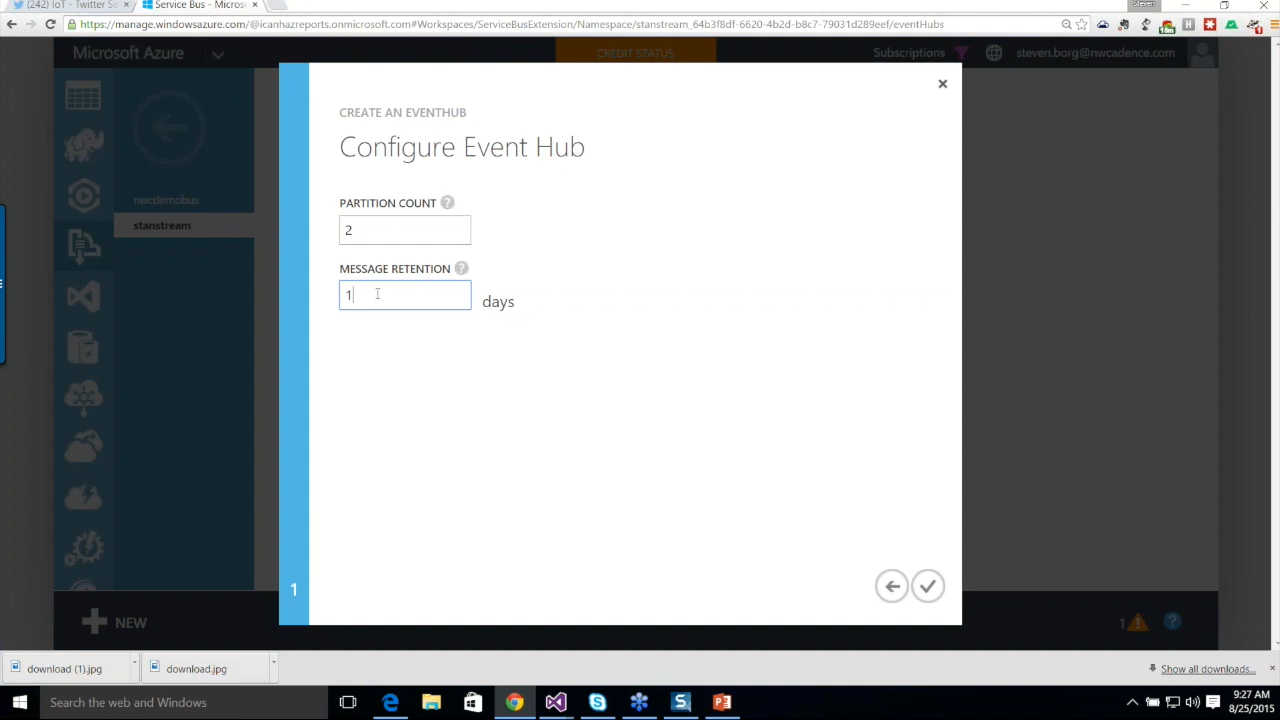 (242) IoT - Twitter Se
Service Bus - Micros
Steven
https://manage.windowsazure.com/@icanhazreports.onmicrosoft.com#Workspaces/ServiceBusExtension/Namespace/stanstream_64b3f8df-6620-4b2d-b8c7-79031d289eef/eventHubs
Microsoft Azure
CREDIT STATUS
Subscriptions
steven.borg@nwcadence.com
nwcdemobus
stanstream
CREATE AN EVENTHUB
Configure Event Hub
PARTITION COUNT ?
2
MESSAGE RETENTION ?
1
days
1
NEW
1
?
download (1).jpg
download.jpg
Show all downloads...
Search the web and Windows
9:27 AM
8/25/2015